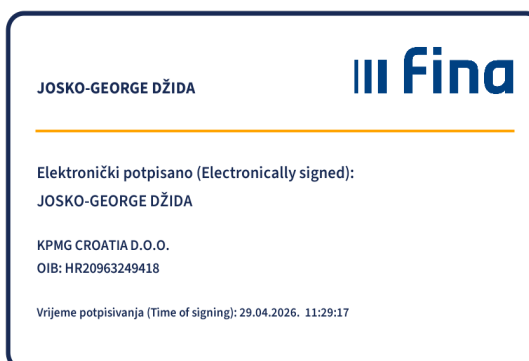 JOSKO-GEORGE DŽIDA
fina
Elektronički potpisano (Electronically signed):
JOSKO-GEORGE DŽIDA
KPMG CROATIA D.O.O.
OIB: HR20963249418
Vrijeme potpisivanja (Time of signing): 29.04.2026. 11:29:17